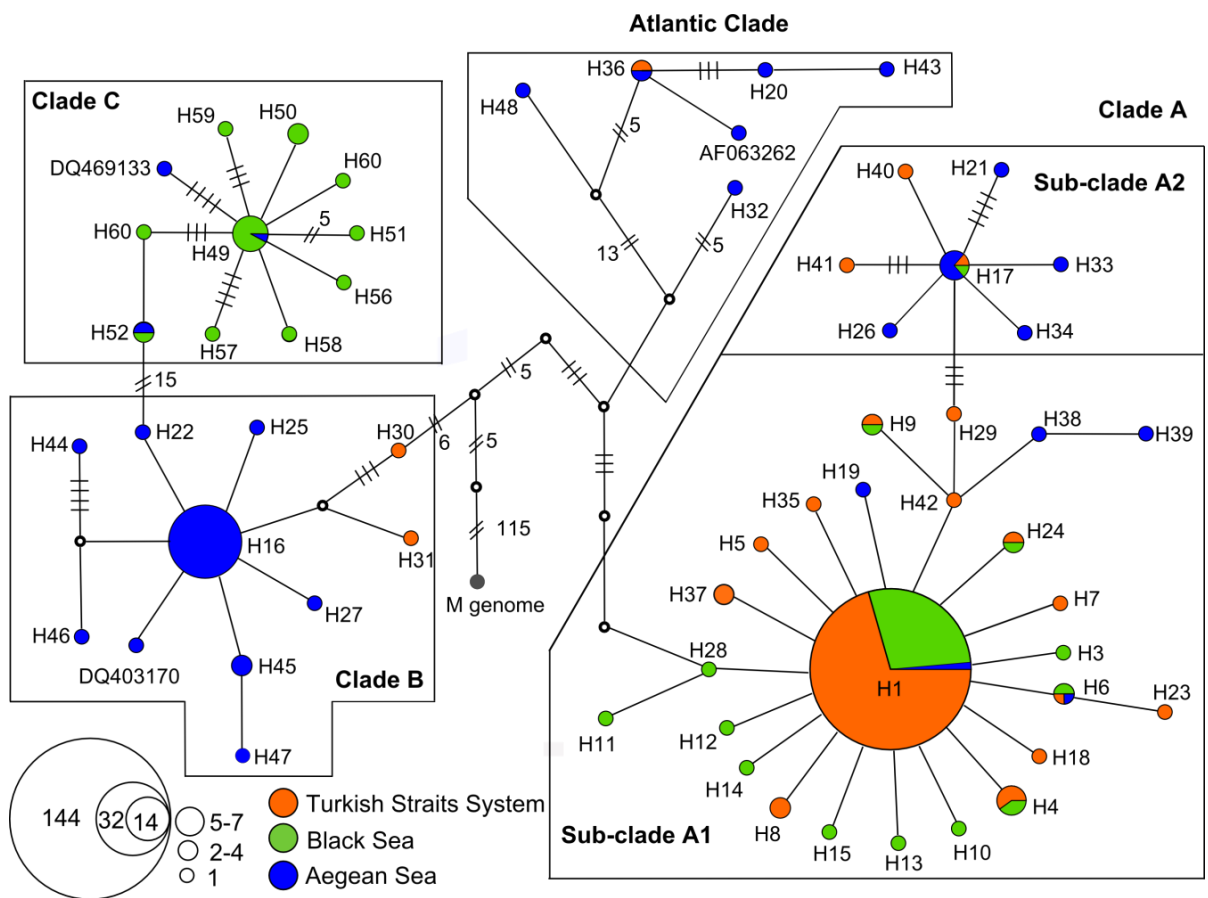 Atlantic Clade
Clade C
H59
H50
DQ469133
H60
H60
H49
5
H51
H56
H52
H57
H58
15
H36
H20
H43
H48
5
AF063262
H32
13
5
Clade A
Sub-clade A2
H40
H21
H41
H17
H33
H26
H34
5
6
5
115
M genome
H44
H22
H25
H30
H16
H31
H27
H46
DQ403170
H45
Clade B
H47
H9
H29
H38
H39
H19
H42
H35
H24
H5
H37
H7
H28
H3
H1
H6
H23
H11
H12
H18
H14
H4
H8
H15
H13
H10
Sub-clade A1
144
32
14
5-7
2-4
1
Turkish Straits System
Black Sea
Aegean Sea